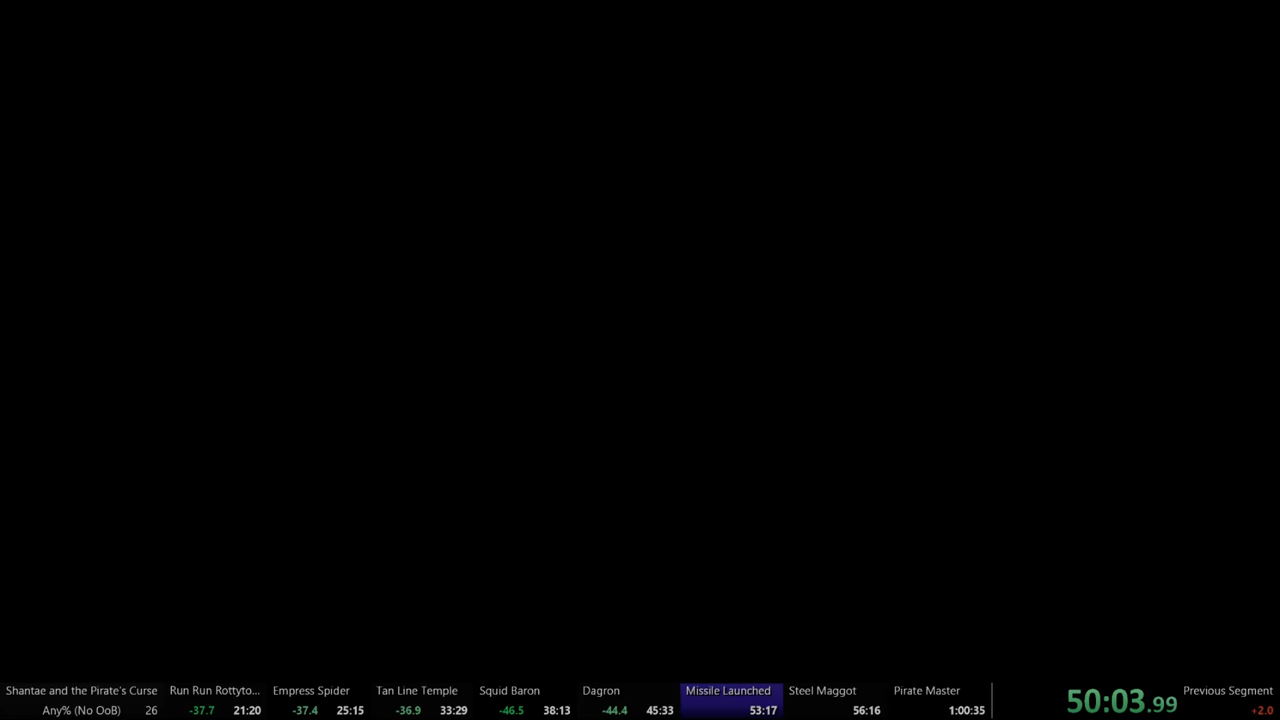 Shantae and the Pirate's Curse Run Run Rottyto... Empress Spider Tan Line Temple Squid Baron Dagron Missile Launched Steel Maggot Pirate Master 50:03.99 Previous Segment
Any% (No OoB) 26 -37.7 21:20 -37.4 25:15 -36.9 33:29 -46.5 38:13 -44.4 45:33 53:17 56:16 1:00:35 +2.0